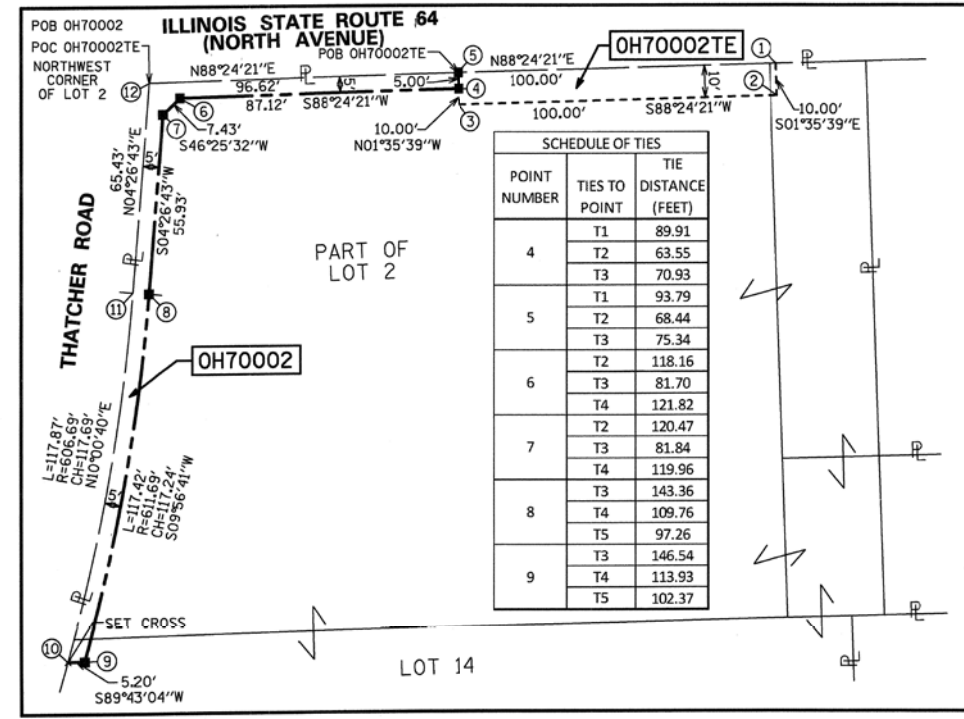 POB 0H70002
POC 0H70002TE
NORTHWEST
CORNER
OF LOT 2
ILLINOIS STATE ROUTE 64
(NORTH AVENUE)
POB 0H70002TE
0H70002TE
N88°24'21"E
96.62'
5'
87.12'
S88°24'21"W
5.00'
N88°24'21"E
100.00'
100.00'
S88°24'21"W
10'
10.00'
S01°35'39"E
10.00'
N01°35'39"W
1
2
3
4
5
6
7
8
9
10
11
12
7.43'
S46°25'32"W
65.43'
N04°26'43"E
5'
S04°26'43"W
55.93'
THATCHER ROAD
PART OF
LOT 2
0H70002
L=117.87'
R=606.69'
CH=117.69'
N10°00'40"E
5'
L=117.42'
R=611.69'
CH=117.24'
S09°56'41"W
SET CROSS
5.20'
S89°43'04"W
LOT 14
PL
PL
PL
PL
PL
PL
PL
PL
PL
SCHEDULE OF TIES
POINT NUMBER TIES TO POINT TIE DISTANCE (FEET)
4 T1 89.91
T2 63.55
T3 70.93
5 T1 93.79
T2 68.44
T3 75.34
6 T2 118.16
T3 81.70
T4 121.82
7 T2 120.47
T3 81.84
T4 119.96
8 T3 143.36
T4 109.76
T5 97.26
9 T3 146.54
T4 113.93
T5 102.37